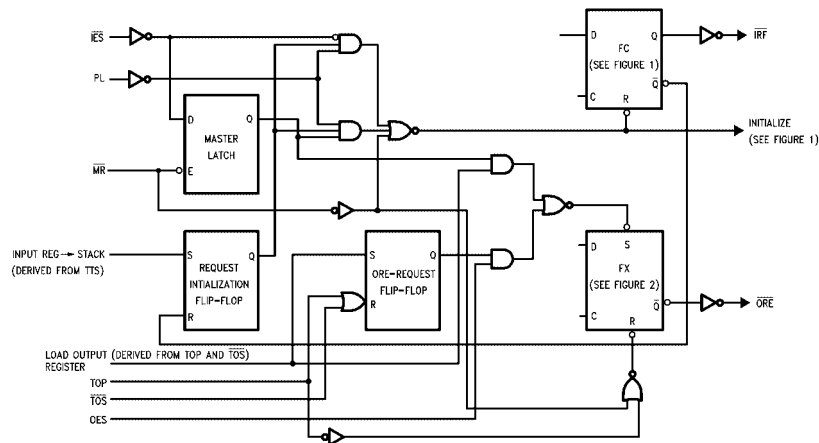 IES
PL
MR
D
Q
E
MASTER
LATCH
D
Q
FC
(SEE FIGURE 1)
Q
C
R
IRF
INITIALIZE
(SEE FIGURE 1)
INPUT REG → STACK
(DERIVED FROM TTS)
S
Q
REQUEST
INTIALIZATION
FLIP-FLOP
R
S
Q
ORE-REQUEST
FLIP-FLOP
R
S
D
FX
(SEE FIGURE 2)
Q
C
R
ORE
LOAD OUTPUT (DERIVED FROM TOP AND TOS)
REGISTER
TOP
TOS
OES